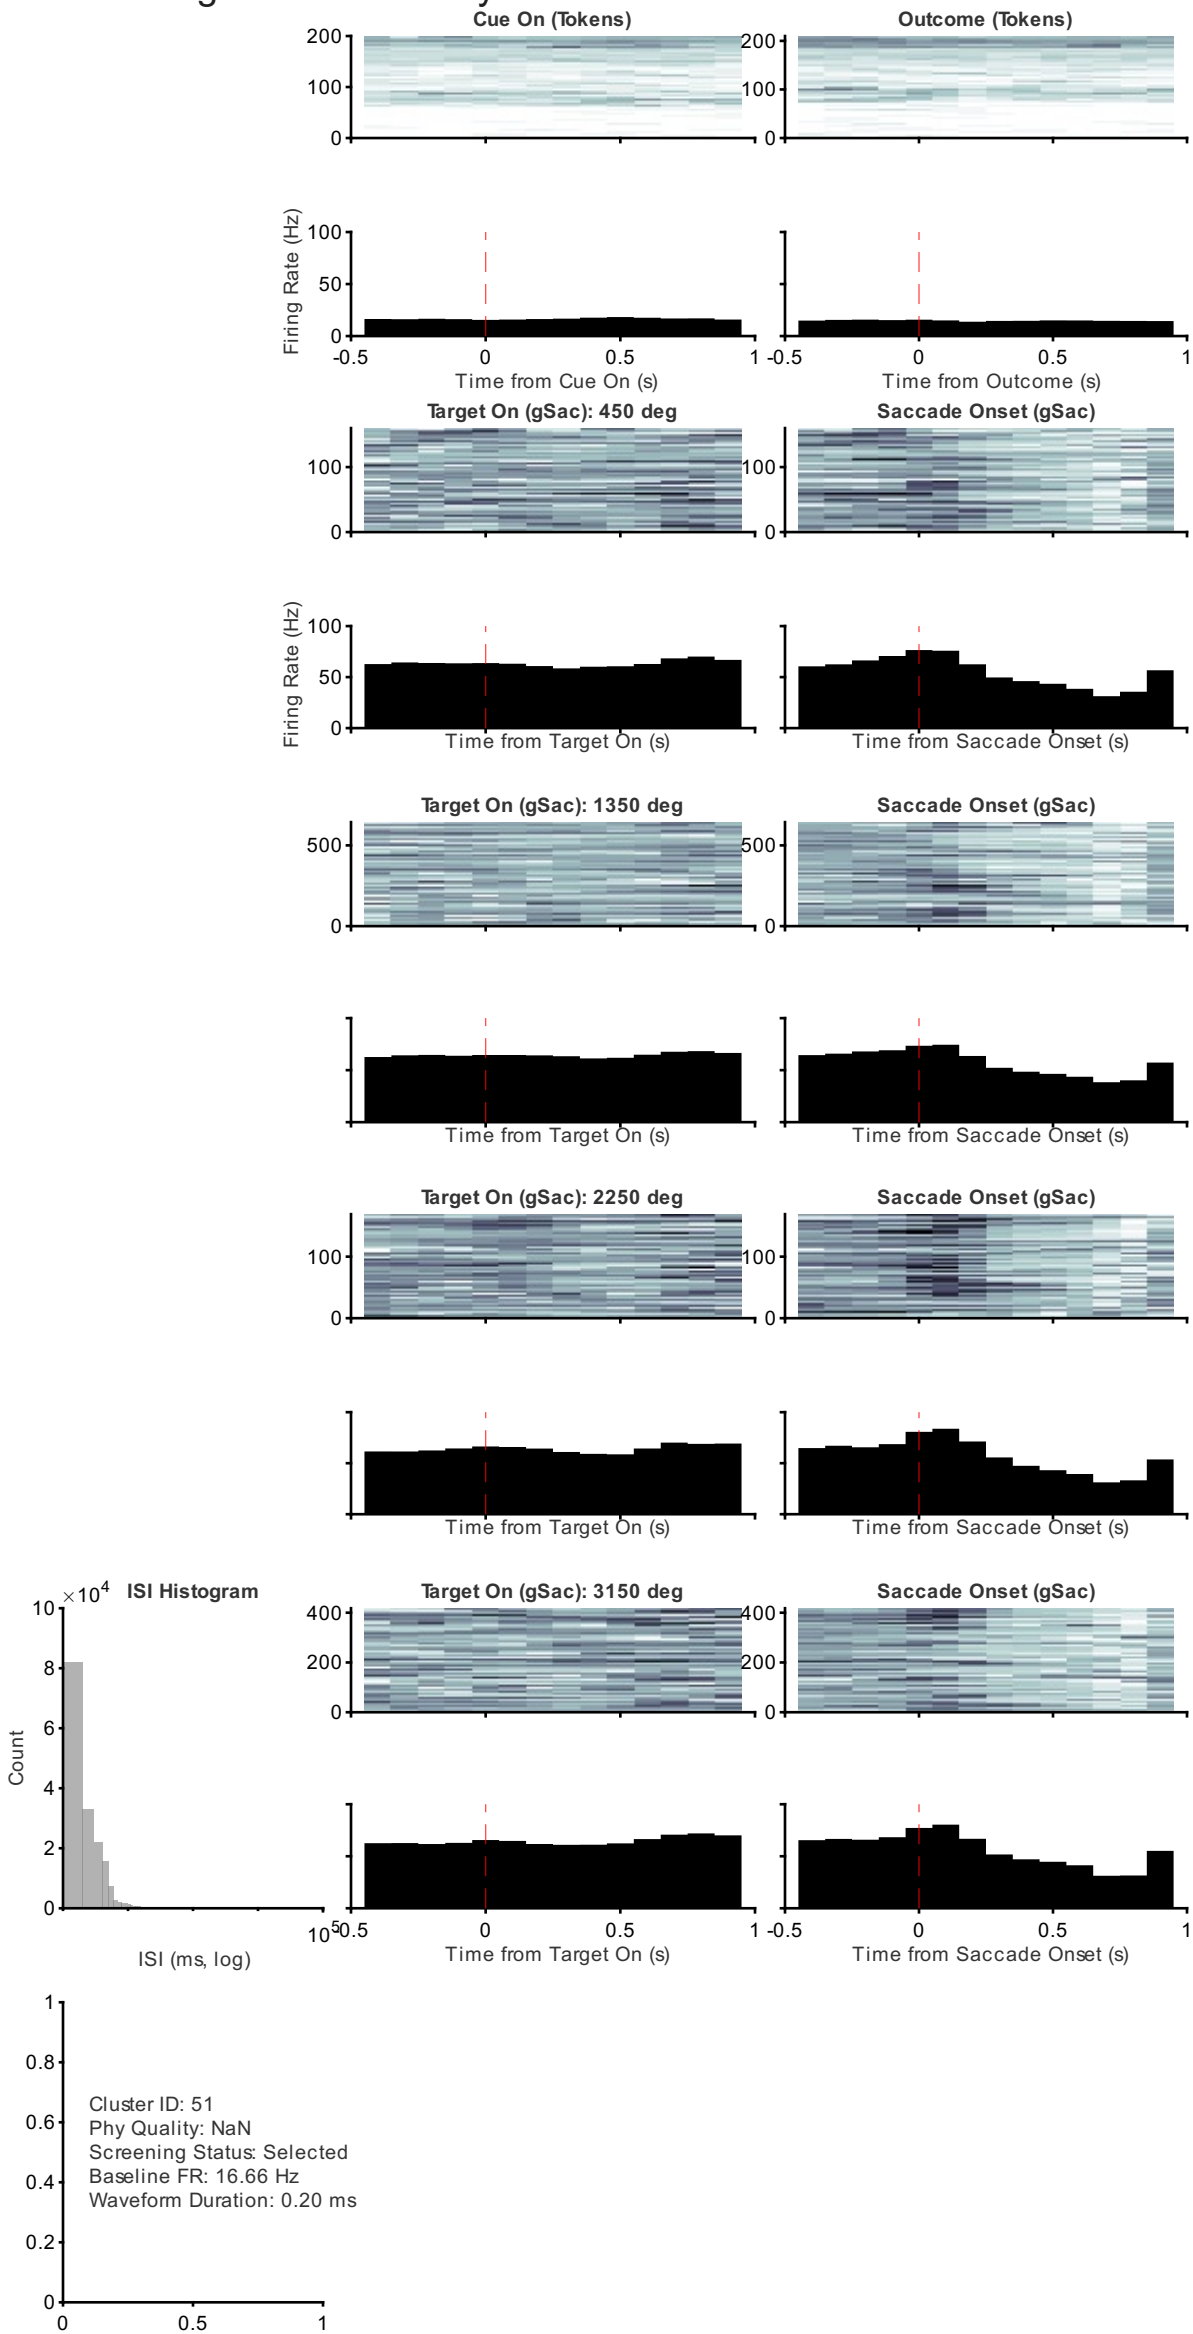 Cue On (Tokens)
Outcome (Tokens)
200
100
0
200
100
0
Firing Rate (Hz)
100
50
0
-0.5
0
0.5
1
-0.5
0
0.5
1
Time from Cue On (s)
Time from Outcome (s)
Target On (gSac): 450 deg
Saccade Onset (gSac)
100
0
100
0
Firing Rate (Hz)
100
50
0
Time from Target On (s)
Time from Saccade Onset (s)
Target On (gSac): 1350 deg
Saccade Onset (gSac)
500
0
500
0
Time from Target On (s)
Time from Saccade Onset (s)
Target On (gSac): 2250 deg
Saccade Onset (gSac)
100
0
100
0
Time from Target On (s)
Time from Saccade Onset (s)
×10⁴
ISI Histogram
Target On (gSac): 3150 deg
Saccade Onset (gSac)
10
8
6
4
2
0
Count
10⁵
ISI (ms, log)
400
200
0
400
200
0
-0.5
0
0.5
1
-0.5
0
0.5
1
Time from Target On (s)
Time from Saccade Onset (s)
1
0.8
0.6
0.4
0.2
0
Cluster ID: 51
Phy Quality: NaN
Screening Status: Selected
Baseline FR: 16.66 Hz
Waveform Duration: 0.20 ms
0
0.5
1